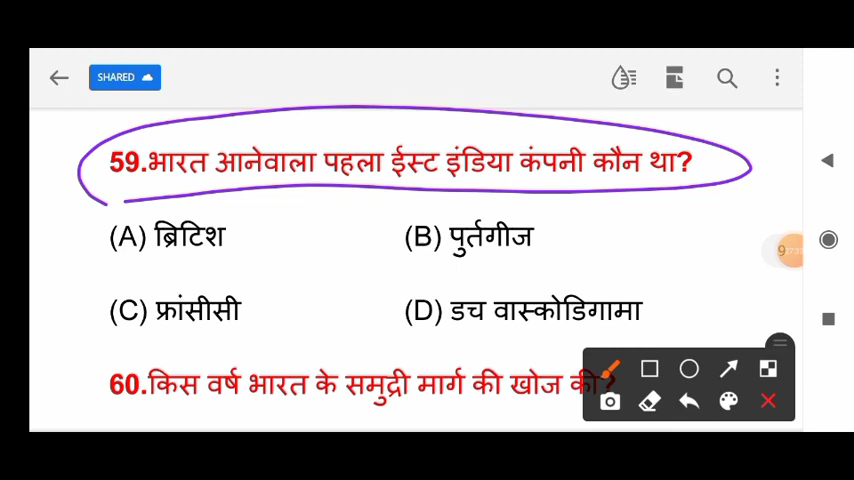 SHARED
59.भारत आनेवाला पहला ईस्ट इंडिया कंपनी कौन था?
(A) ब्रिटिश (B) पुर्तगीज
(C) फ्रांसीसी (D) डच वास्कोडिगामा
60.किस वर्ष भारत के समुद्री मार्ग की खोज की?